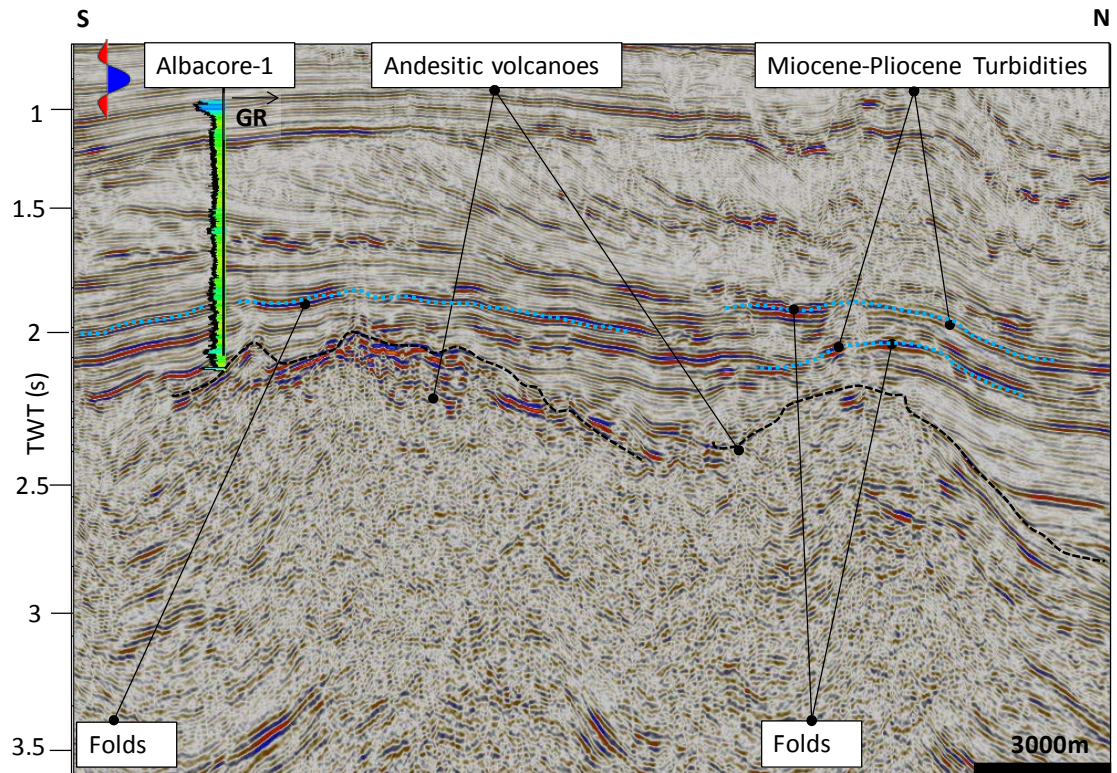 S
N
Albacore-1
Andesitic volcanoes
Miocene-Pliocene Turbidities
GR
1
1.5
2
2.5
3
3.5
TWT (s)
Folds
Folds
3000m